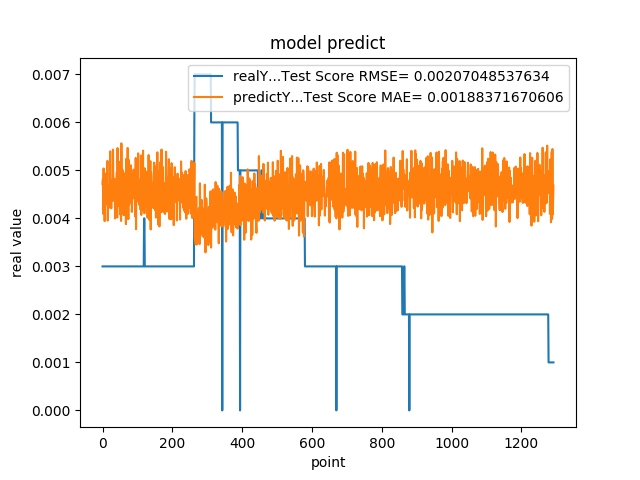 model predict
realY...Test Score RMSE= 0.00207048537634
predictY...Test Score MAE= 0.00188371670606
0.007
0.006
0.005
0.004
0.003
0.002
0.001
0.000
real value
0 200 400 600 800 1000 1200
point